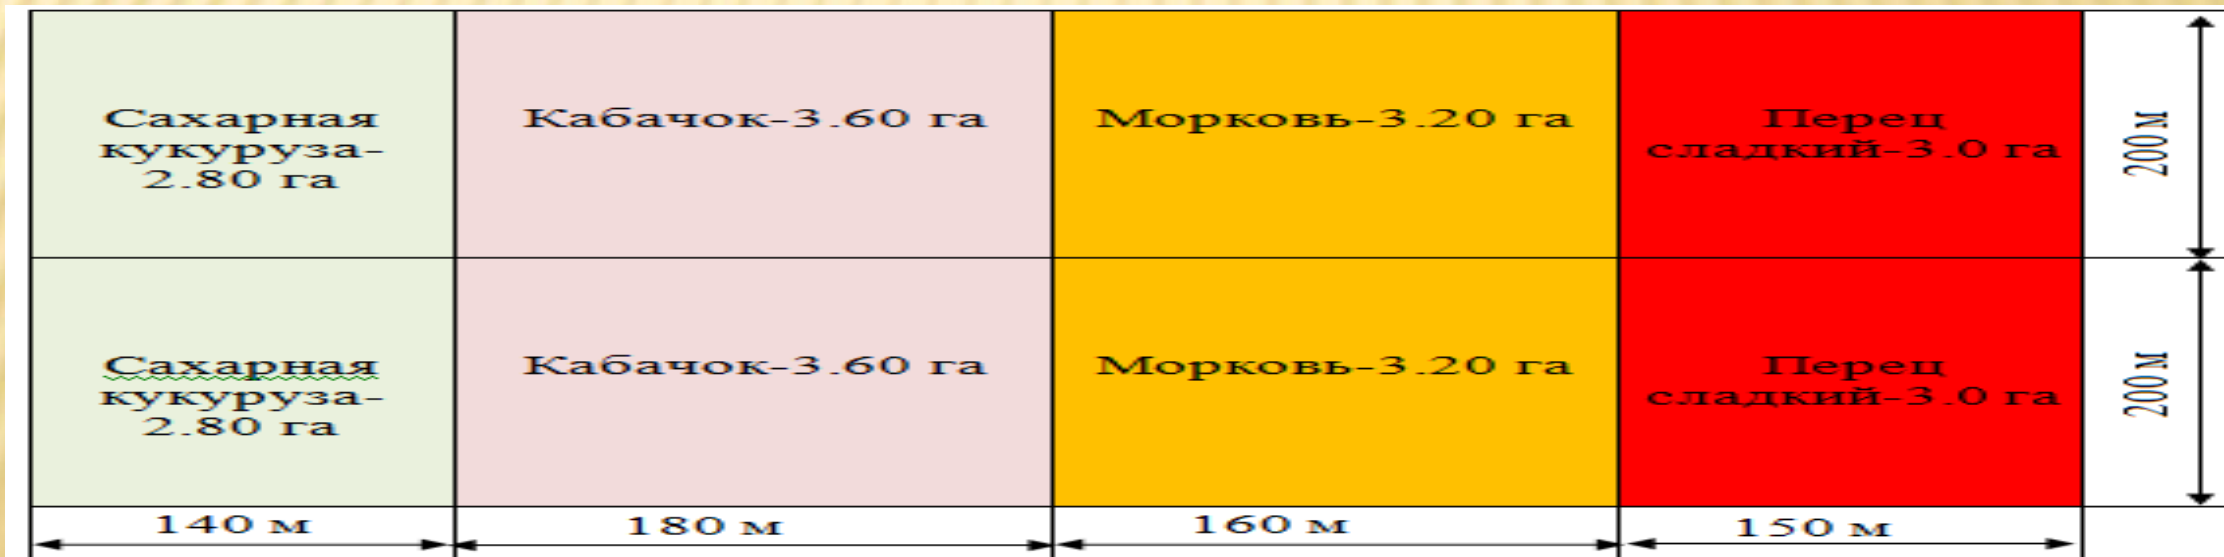 Сахарная
кукуруза-
2.80 га
Кабачок-3.60 га
Морковь-3.20 га
Перец
сладкий-3.0 га
200 м
Сахарная
кукуруза-
2.80 га
Кабачок-3.60 га
Морковь-3.20 га
Перец
сладкий-3.0 га
200 м
140 м
180 м
160 м
150 м